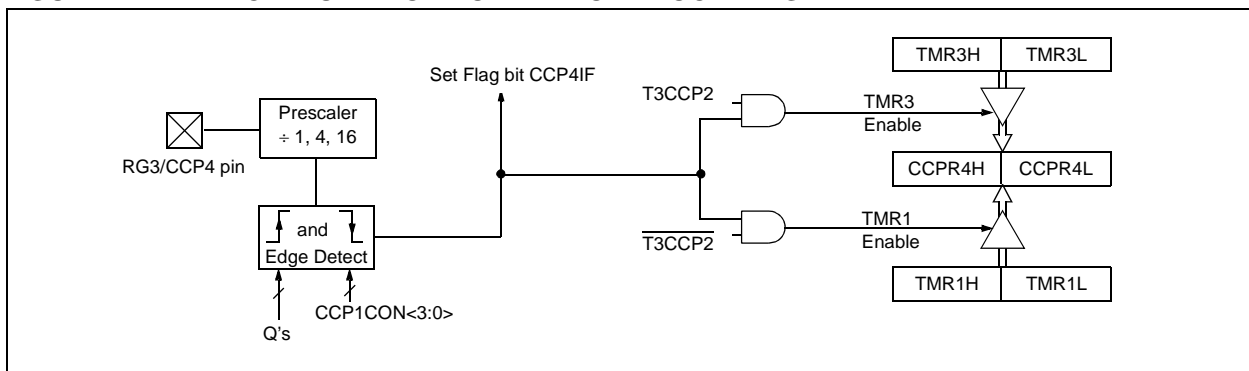 TMR3H TMR3L
Set Flag bit CCP4IF
T3CCP2
TMR3
Enable
Prescaler
÷ 1, 4, 16
RG3/CCP4 pin
CCPR4H CCPR4L
and
Edge Detect
TMR1
Enable
T3CCP2
TMR1H TMR1L
CCP1CON<3:0>
Q's